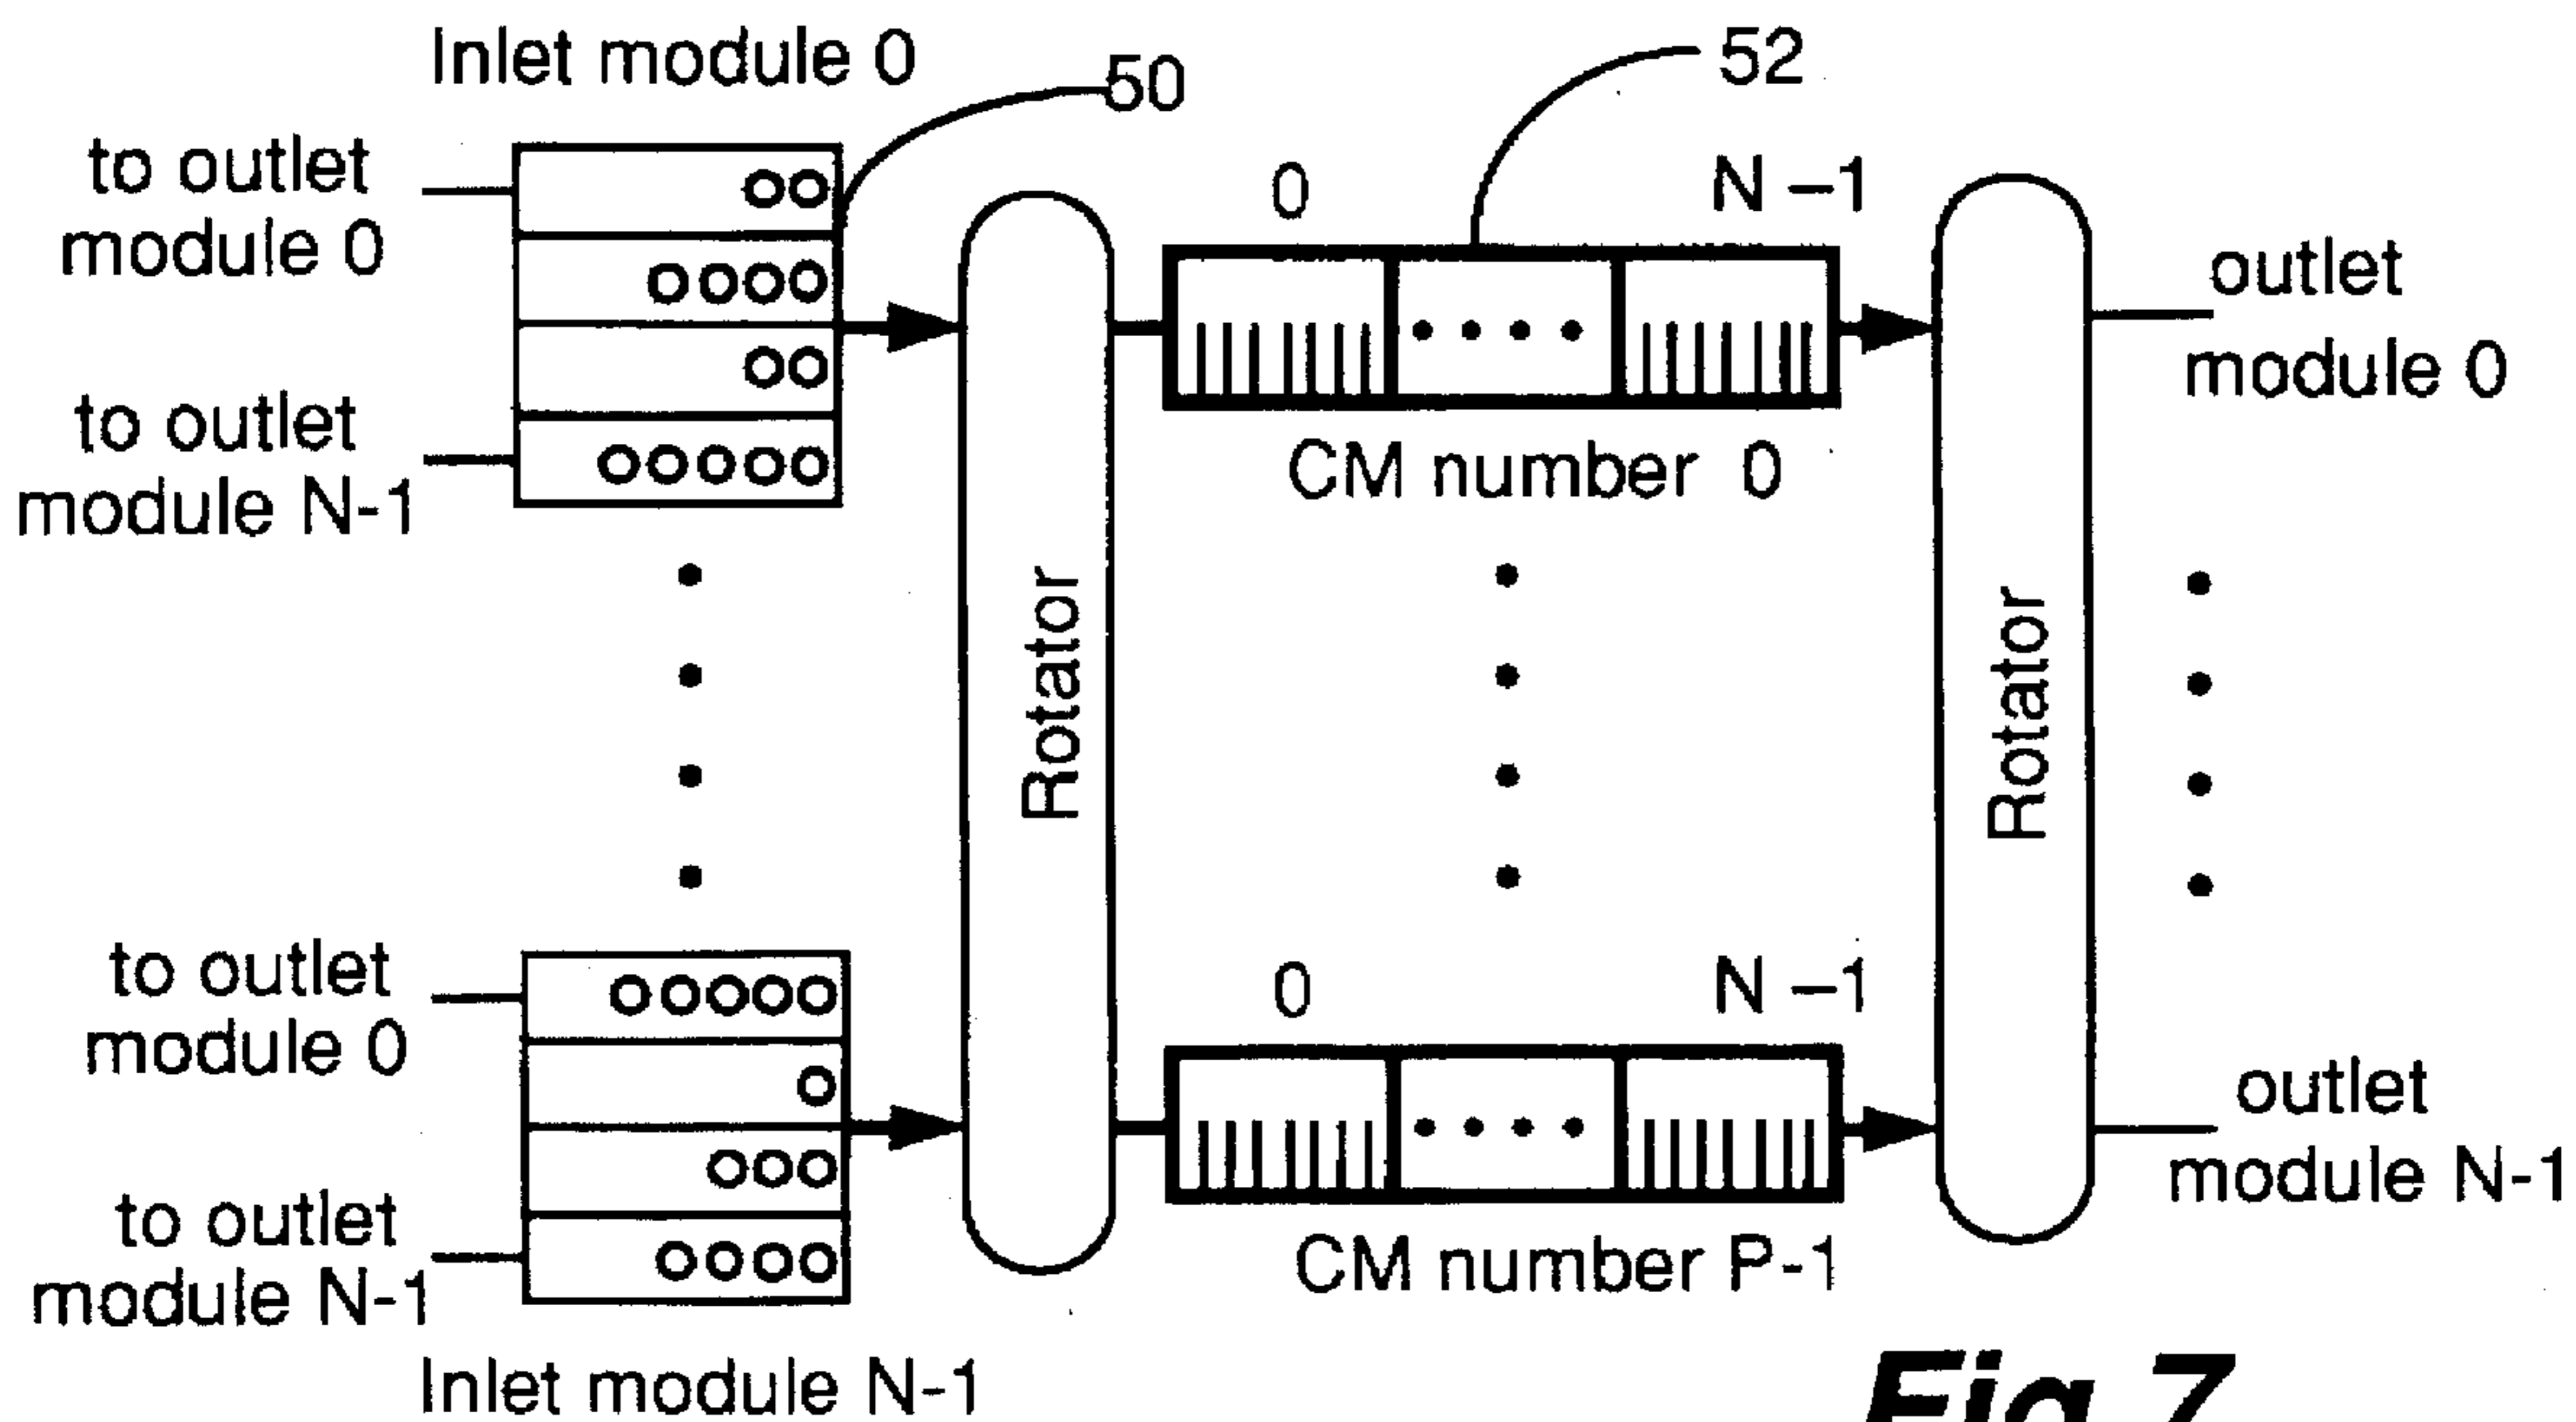 Inlet module 0
50
52
to outlet
module 0
to outlet
module N-1
0
N –1
CM number 0
outlet
module 0
Rotator
Rotator
to outlet
module 0
to outlet
module N-1
Inlet module N-1
0
N –1
CM number P-1
outlet
module N-1
Fig 7